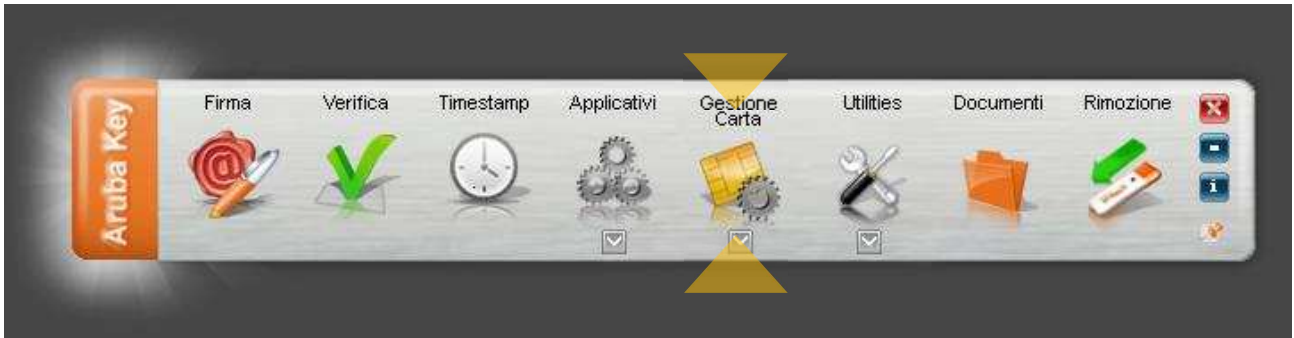 Aruba Key
Firma
Verifica
Timestamp
Applicativi
Gestione
Carta
Utilities
Documenti
Rimozione